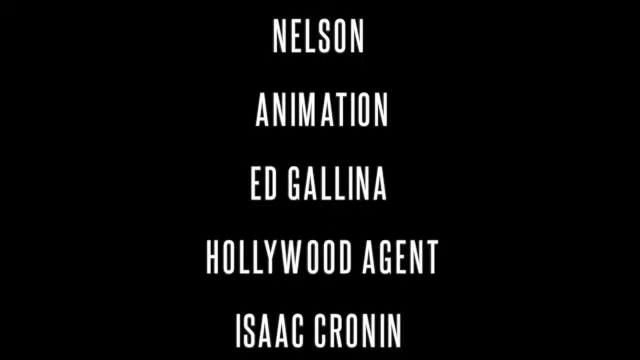 NELSON
ANIMATION
ED GALLINA
HOLLYWOOD AGENT
ISAAC CRONIN